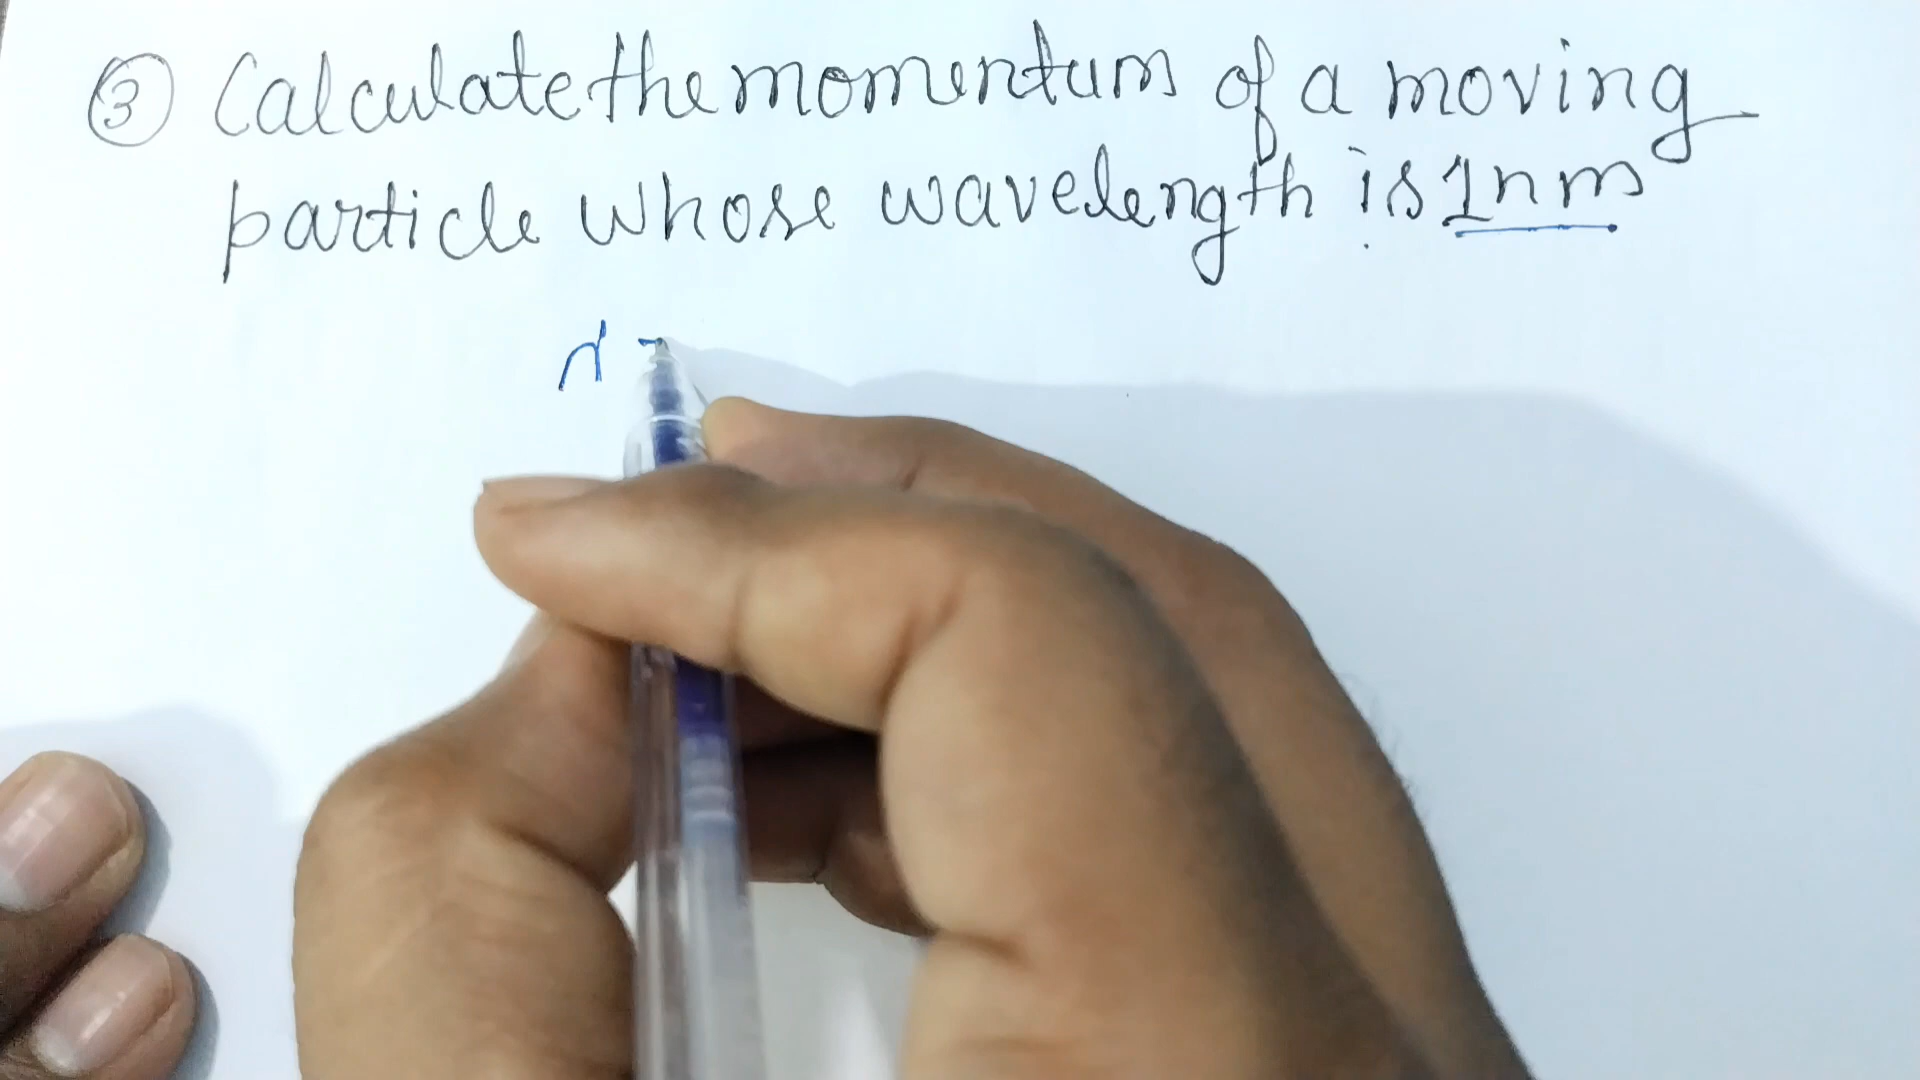 ③ Calculate the momentum of a moving
particle whose wavelength is 1nm